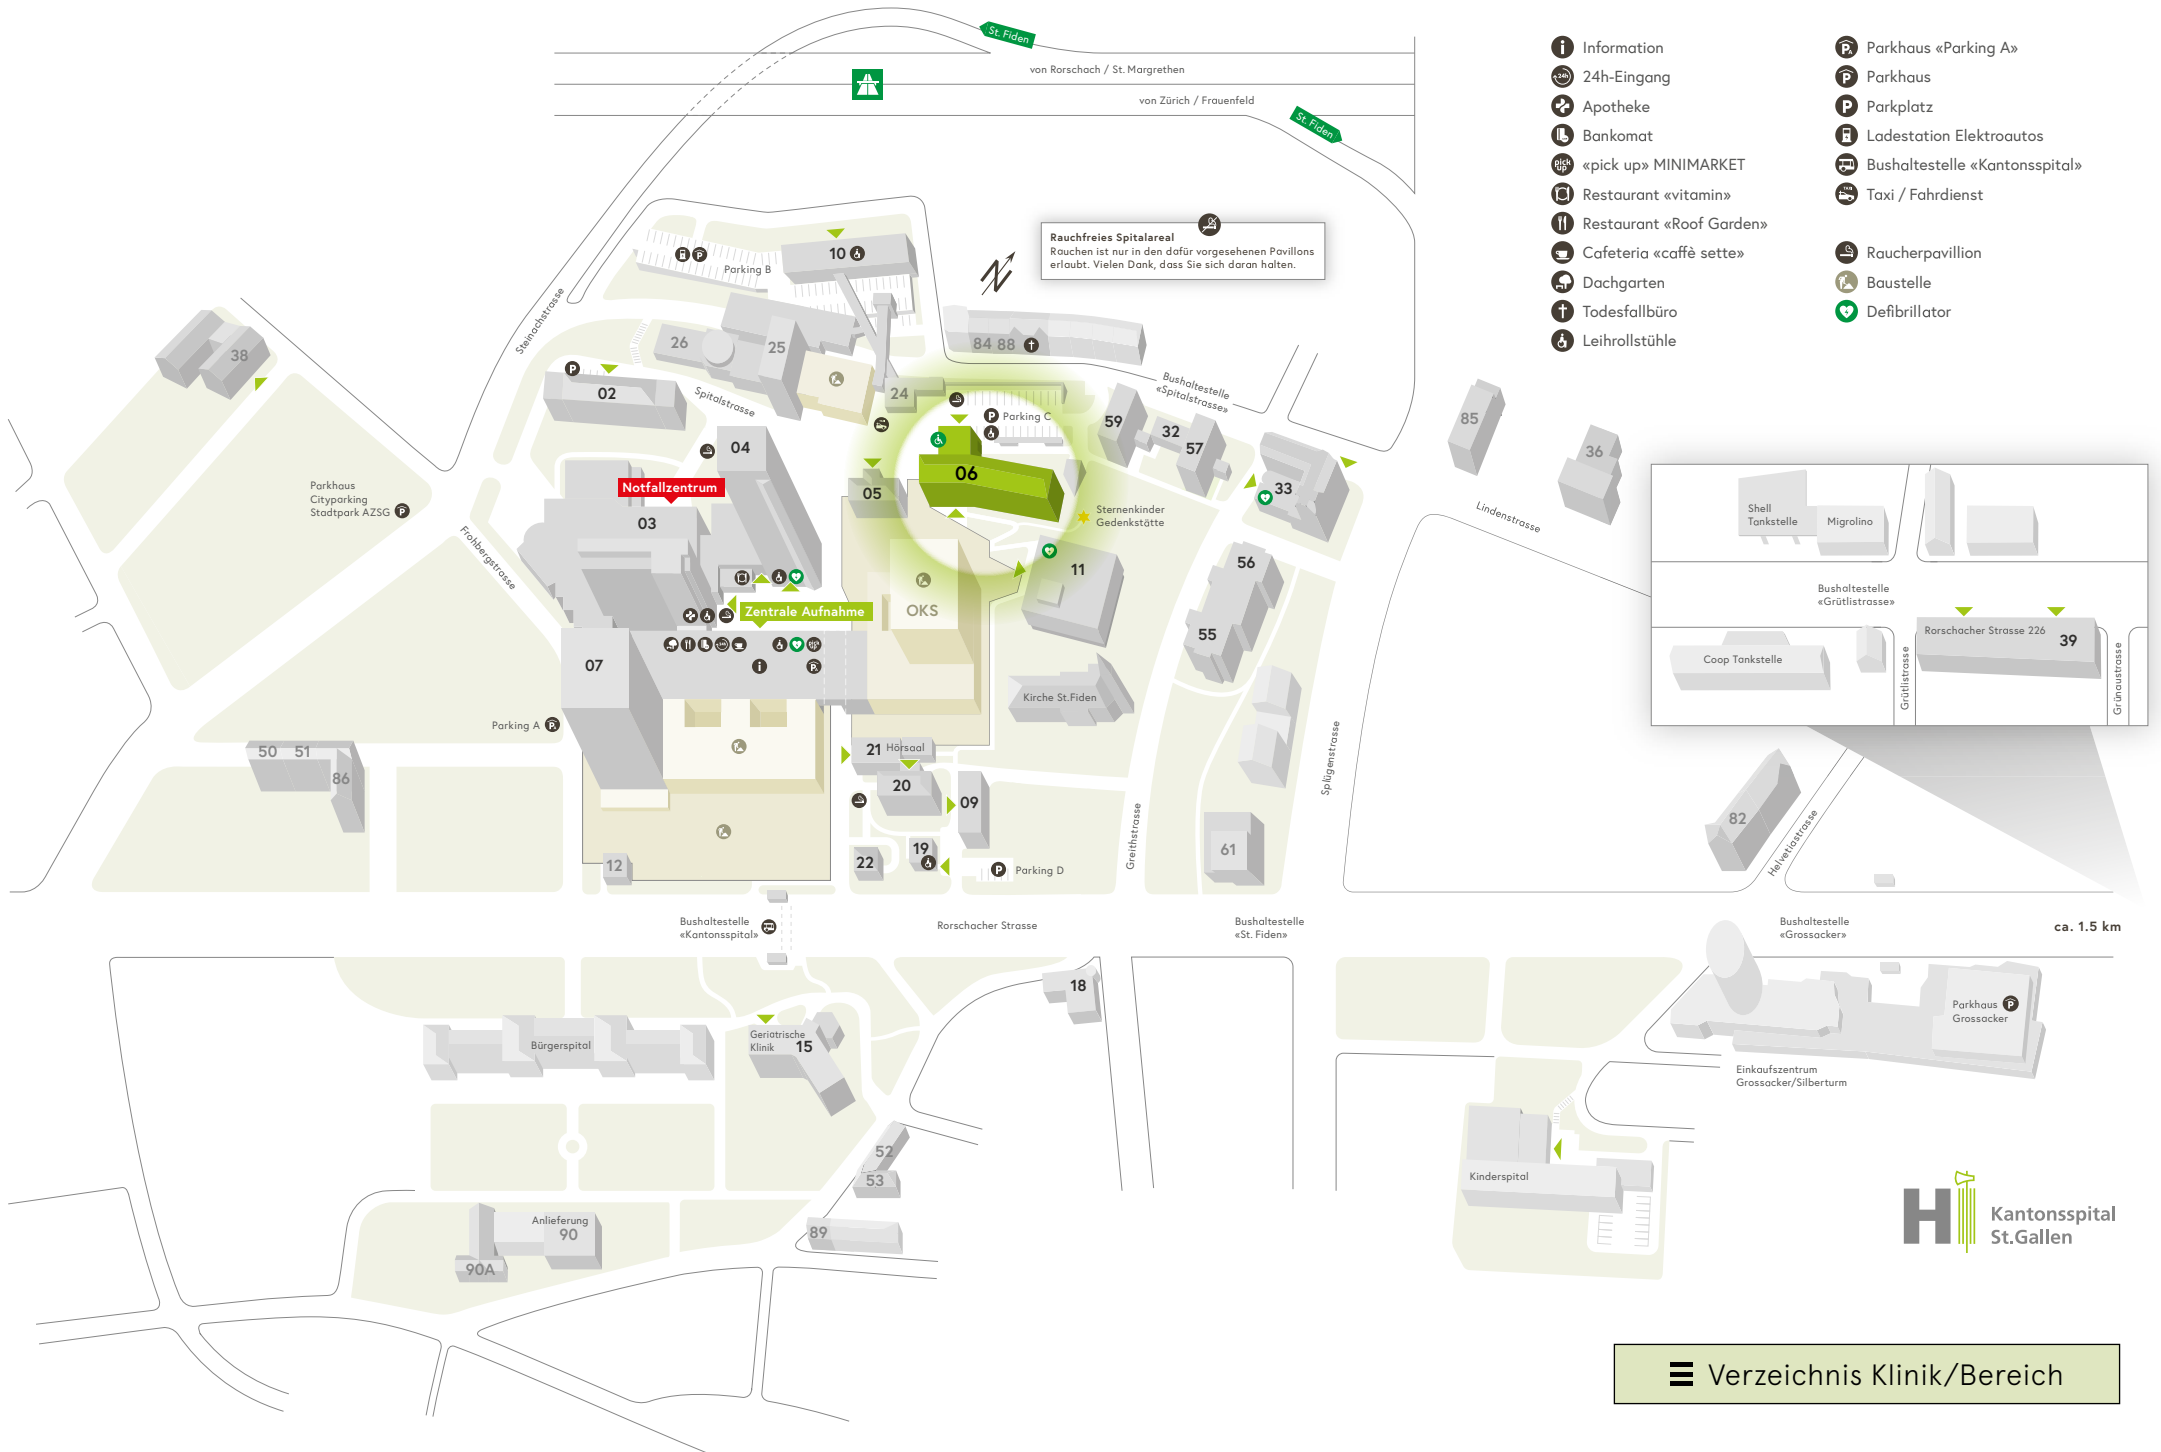 St. Fiden
von Rorschach / St. Margrethen
von Zürich / Frauenfeld
St. Fiden
Information
24h-Eingang
Apotheke
Bankomat
«pick up» MINIMARKET
Restaurant «vitamin»
Restaurant «Roof Garden»
Cafeteria «caffè sette»
Dachgarten
Todesfallbüro
Leihrollstühle
Parkhaus «Parking A»
Parkhaus
Parkplatz
Ladestation Elektroautos
Bushaltestelle «Kantonsspital»
Taxi / Fahrdienst
Raucherpavillion
Baustelle
Defibrillator
Rauchfreies Spitalareal
Rauchen ist nur in den dafür vorgesehenen Pavillons
erlaubt. Vielen Dank, dass Sie sich daran halten.
N
10
Parking B
Steinachstrasse
38
26
25
84 88
02
Spitalstrasse
24
Bushaltestelle
«Spitalstrasse»
P
Parking C
59
32
57
85
36
04
06
05
33
Notfallzentrum
03
Parkhaus
Cityparking
Stadtpark AZSG
P
Sternenkinder
Gedenkstätte
Lindenstrasse
Frohbergstrasse
11
56
OKS
55
Zentrale Aufnahme
07
Kirche St.Fiden
Parking A
Splügenstrasse
50 51
86
21 Hörsaal
20
09
12
22
19
P
Parking D
Greithstrasse
61
82
Helvetiastrasse
Shell
Tankstelle
Migrolino
Bushaltestelle
«Grütlistrasse»
Rorschacher Strasse 226
39
Coop Tankstelle
Grütlistrasse
Grünaustrasse
Bushaltestelle
«Kantonsspital»
Rorschacher Strasse
Bushaltestelle
«St. Fiden»
Bushaltestelle
«Grossacker»
ca. 1.5 km
18
Parkhaus
Grossacker
Bürgerspital
Geriatrische
Klinik
15
Einkaufszentrum
Grossacker/Silberturm
52
53
Kinderspital
89
Anlieferung
90
90A
Kantonsspital
St.Gallen
Verzeichnis Klinik/Bereich